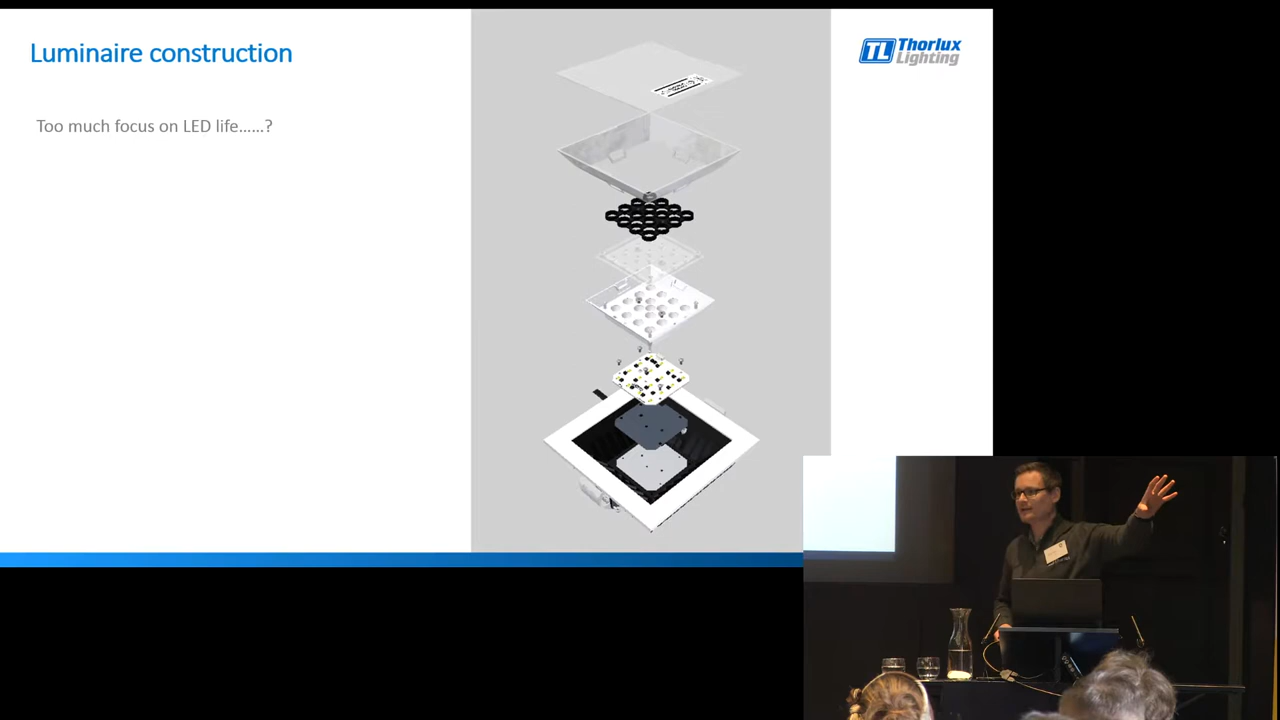 Luminaire construction
TL Thorlux
Lighting
Too much focus on LED life......?